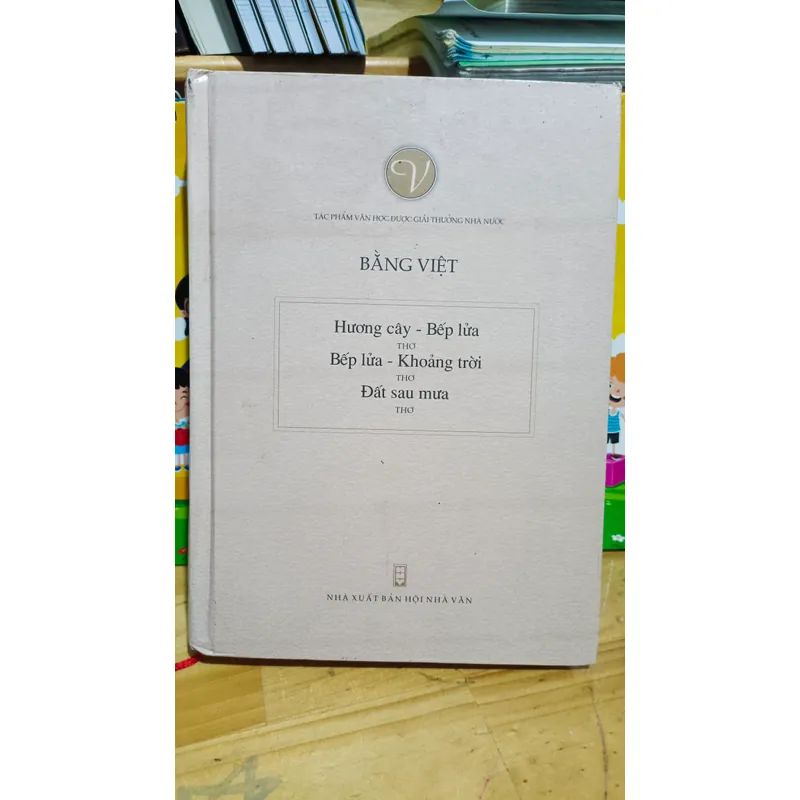 V
TÁC PHẨM VĂN HỌC ĐƯỢC GIẢI THƯỞNG NHÀ NƯỚC
BẰNG VIỆT
Hương cây - Bếp lửa
THƠ
Bếp lửa - Khoảng trời
THƠ
Đất sau mưa
THƠ
NHÀ XUẤT BẢN HỘI NHÀ VĂN